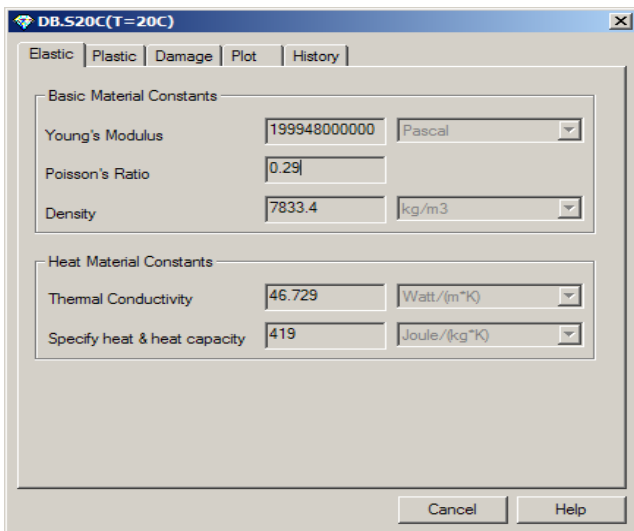 DB.S20C(T=20C)
Elastic Plastic Damage Plot History
Basic Material Constants
Young's Modulus 199948000000 Pascal
Poisson's Ratio 0.29
Density 7833.4 kg/m3
Heat Material Constants
Thermal Conductivity 46.729 Watt/(m*K)
Specify heat & heat capacity 419 Joule/(kg*K)
Cancel Help